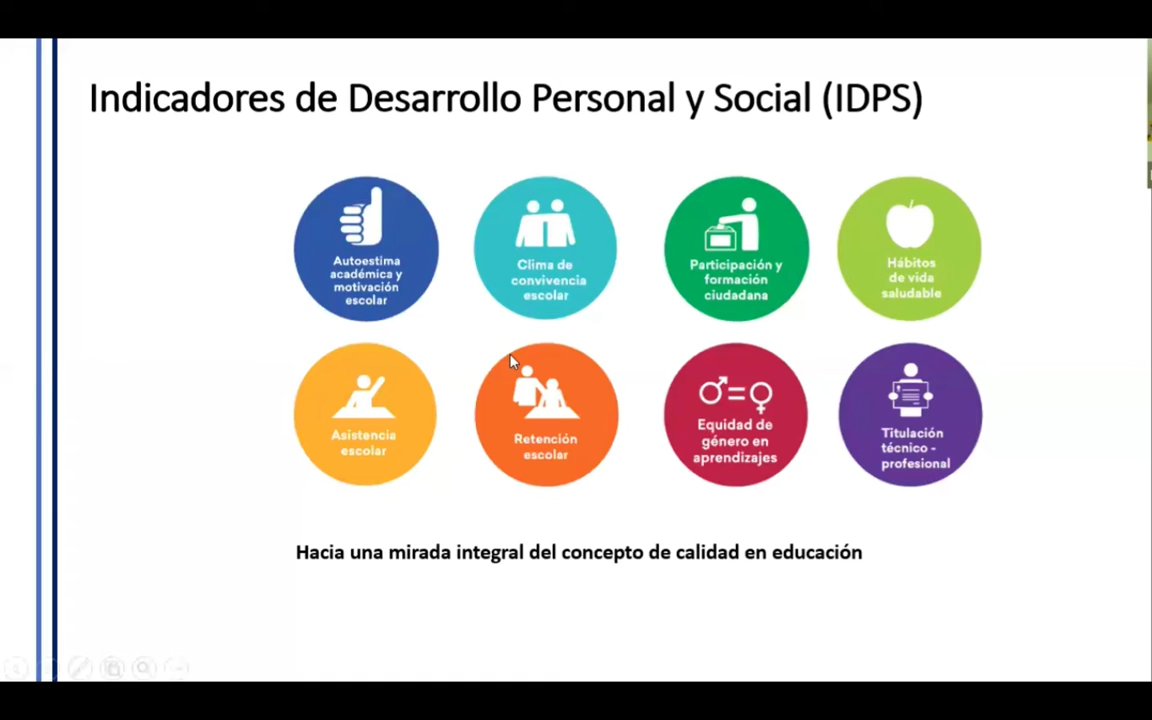 Indicadores de Desarrollo Personal y Social (IDPS)
Autoestima
académica y
motivación
escolar
Clima de
convivencia
escolar
Participación y
formación
ciudadana
Hábitos
de vida
saludable
Asistencia
escolar
Retención
escolar
Equidad de
género en
aprendizajes
Titulación
técnico -
profesional
Hacia una mirada integral del concepto de calidad en educación